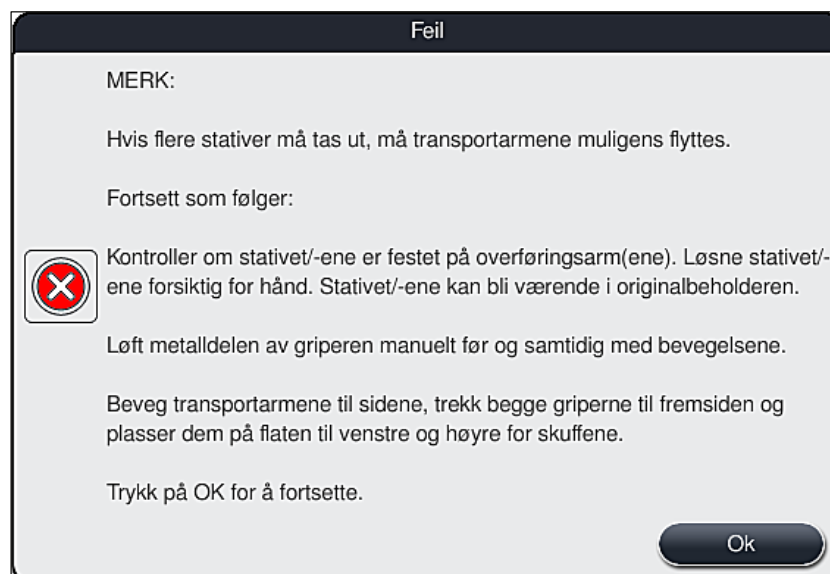 Feil
MERK:
Hvis flere stativer må tas ut, må transportarmene muligens flyttes.
Fortsett som følger:
Kontroller om stativet/-ene er festet på overføringsarm(ene). Løsne stativet/-
ene forsiktig for hånd. Stativet/-ene kan bli værende i originalbeholderen.
Løft metalldelen av griperen manuelt før og samtidig med bevegelsene.
Beveg transportarmene til sidene, trekk begge griperne til fremsiden og
plasser dem på flaten til venstre og høyre for skuffene.
Trykk på OK for å fortsette.
Ok